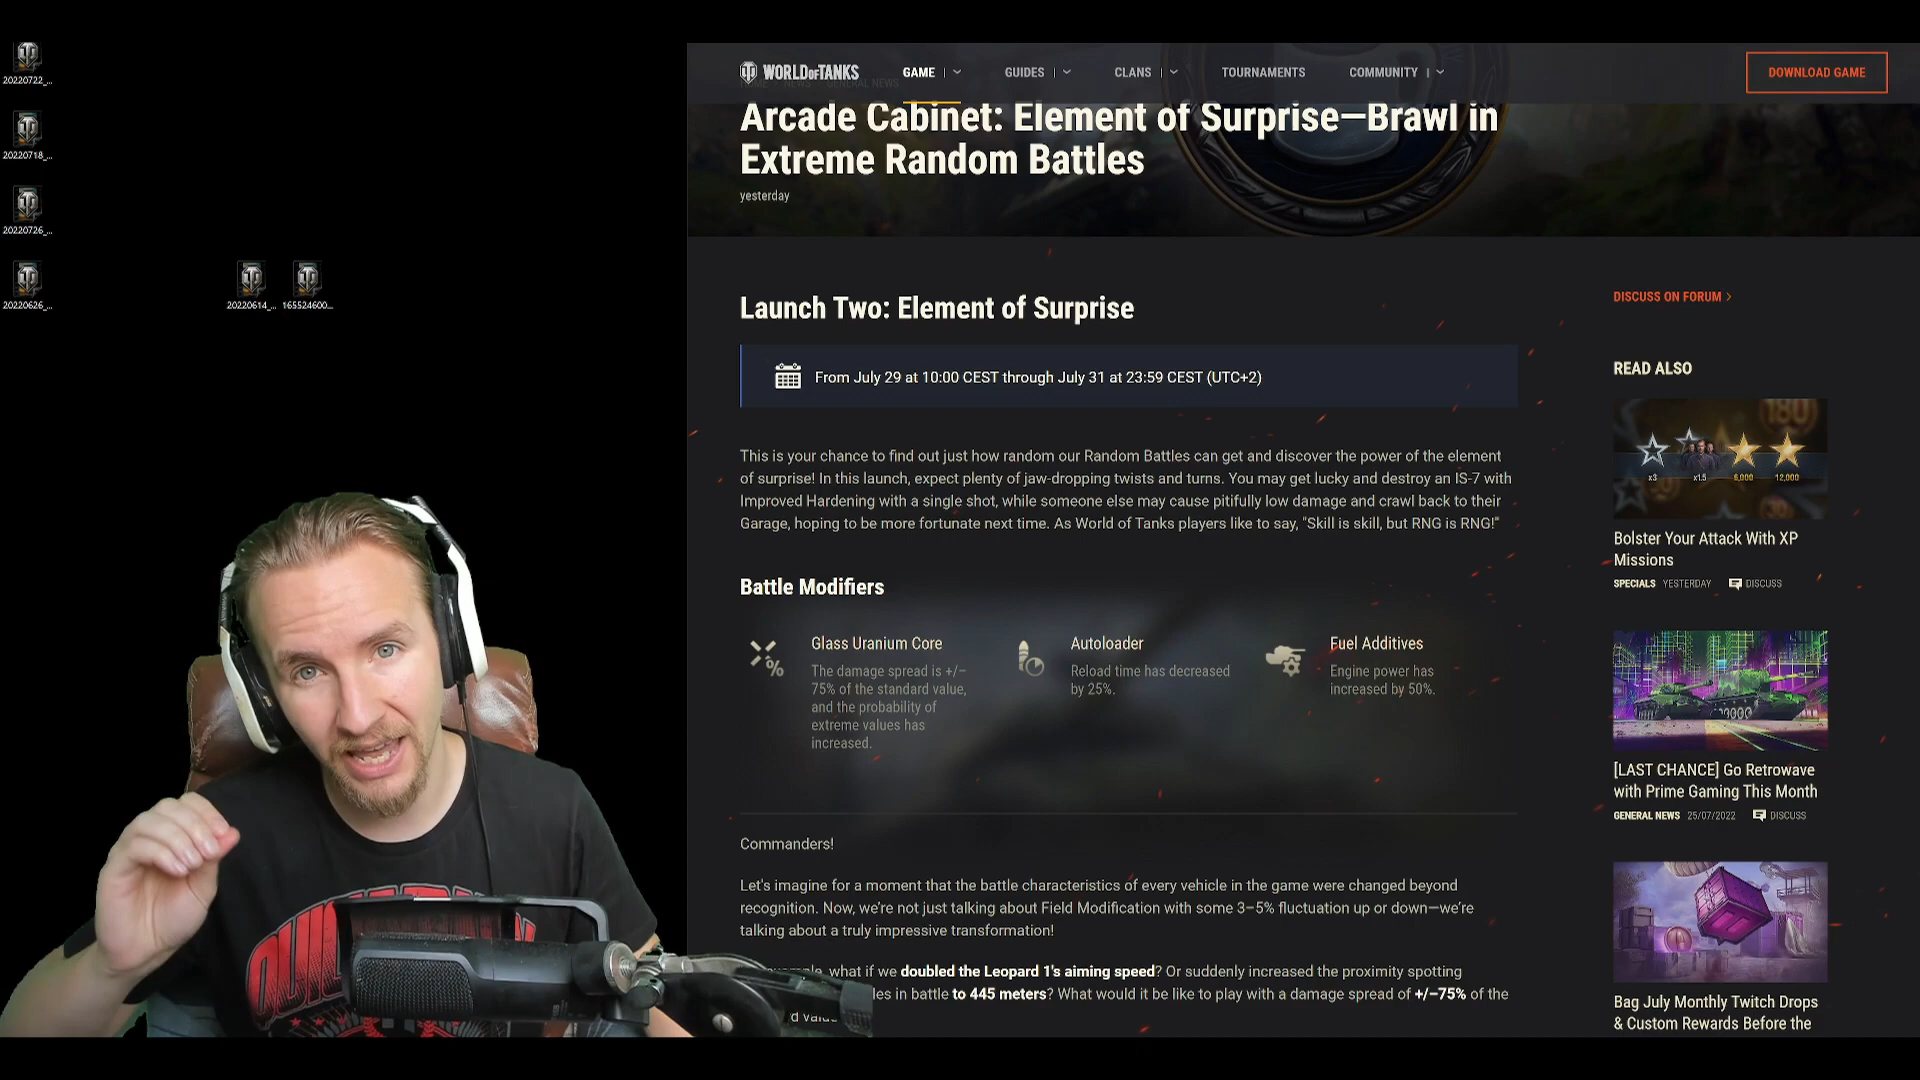 20220722_...
20220718_...
20220726_...
20220626_...
20220614_...
165524600...
WORLD OF TANKS
GAME
GUIDES
CLANS
TOURNAMENTS
COMMUNITY
DOWNLOAD GAME
Arcade Cabinet: Element of Surprise—Brawl in
Extreme Random Battles
yesterday
Launch Two: Element of Surprise
From July 29 at 10:00 CEST through July 31 at 23:59 CEST (UTC+2)
This is your chance to find out just how random our Random Battles can get and discover the power of the element
of surprise! In this launch, expect plenty of jaw-dropping twists and turns. You may get lucky and destroy an IS-7 with
Improved Hardening with a single shot, while someone else may cause pitifully low damage and crawl back to their
Garage, hoping to be more fortunate next time. As World of Tanks players like to say, "Skill is skill, but RNG is RNG!"
Battle Modifiers
Glass Uranium Core
The damage spread is +/–
75% of the standard value,
and the probability of
extreme values has
increased.
Autoloader
Reload time has decreased
by 25%.
Fuel Additives
Engine power has
increased by 50%.
Commanders!
Let's imagine for a moment that the battle characteristics of every vehicle in the game were changed beyond
recognition. Now, we’re not just talking about Field Modification with some 3–5% fluctuation up or down—we’re
talking about a truly impressive transformation!
what if we doubled the Leopard 1's aiming speed? Or suddenly increased the proximity spotting
les in battle to 445 meters? What would it be like to play with a damage spread of +/–75% of the
DISCUSS ON FORUM
READ ALSO
180
x3
x1.5
6,000
12,000
Bolster Your Attack With XP
Missions
SPECIALS YESTERDAY DISCUSS
[LAST CHANCE] Go Retrowave
with Prime Gaming This Month
GENERAL NEWS 25/07/2022 DISCUSS
Bag July Monthly Twitch Drops
& Custom Rewards Before the